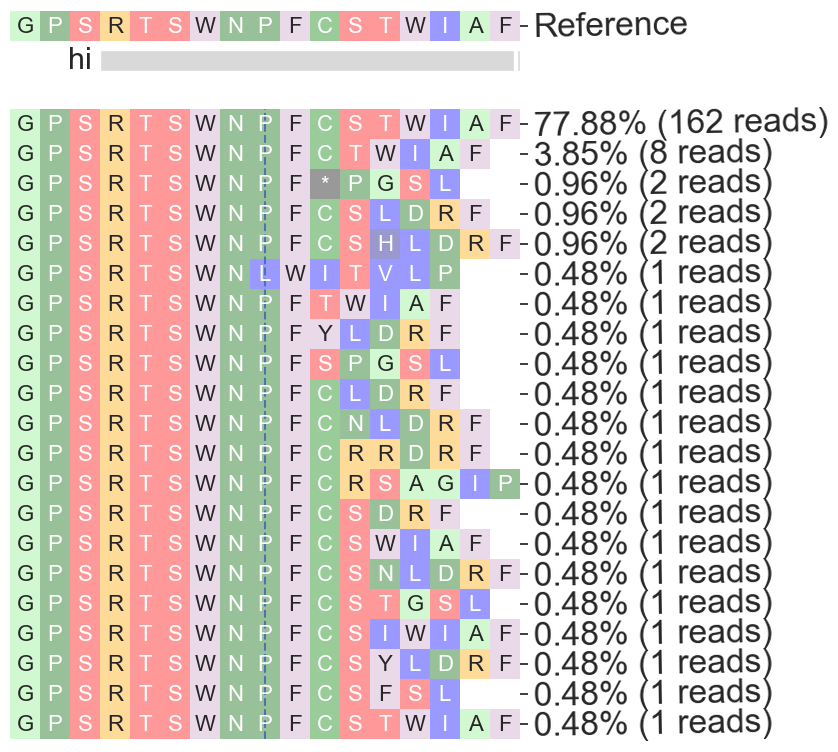 G P S R T S W N P F C S T W I A F - Reference
hi
G P S R T S W N P F C S T W I A F - 77.88% (162 reads)
G P S R T S W N P F C T W I A F - 3.85% (8 reads)
G P S R T S W N P F * P G S L - 0.96% (2 reads)
G P S R T S W N P F C S L D R F - 0.96% (2 reads)
G P S R T S W N P F C S H L D R F - 0.96% (2 reads)
G P S R T S W N L W I T V L P - 0.48% (1 reads)
G P S R T S W N P F T W I A F - 0.48% (1 reads)
G P S R T S W N P F Y L D R F - 0.48% (1 reads)
G P S R T S W N P F S P G S L - 0.48% (1 reads)
G P S R T S W N P F C L D R F - 0.48% (1 reads)
G P S R T S W N P F C N L D R F - 0.48% (1 reads)
G P S R T S W N P F C R R D R F - 0.48% (1 reads)
G P S R T S W N P F C R S A G I P - 0.48% (1 reads)
G P S R T S W N P F C S D R F - 0.48% (1 reads)
G P S R T S W N P F C S W I A F - 0.48% (1 reads)
G P S R T S W N P F C S N L D R F - 0.48% (1 reads)
G P S R T S W N P F C S T G S L - 0.48% (1 reads)
G P S R T S W N P F C S I W I A F - 0.48% (1 reads)
G P S R T S W N P F C S Y L D R F - 0.48% (1 reads)
G P S R T S W N P F C S F S L - 0.48% (1 reads)
G P S R T S W N P F C S T W I A F - 0.48% (1 reads)